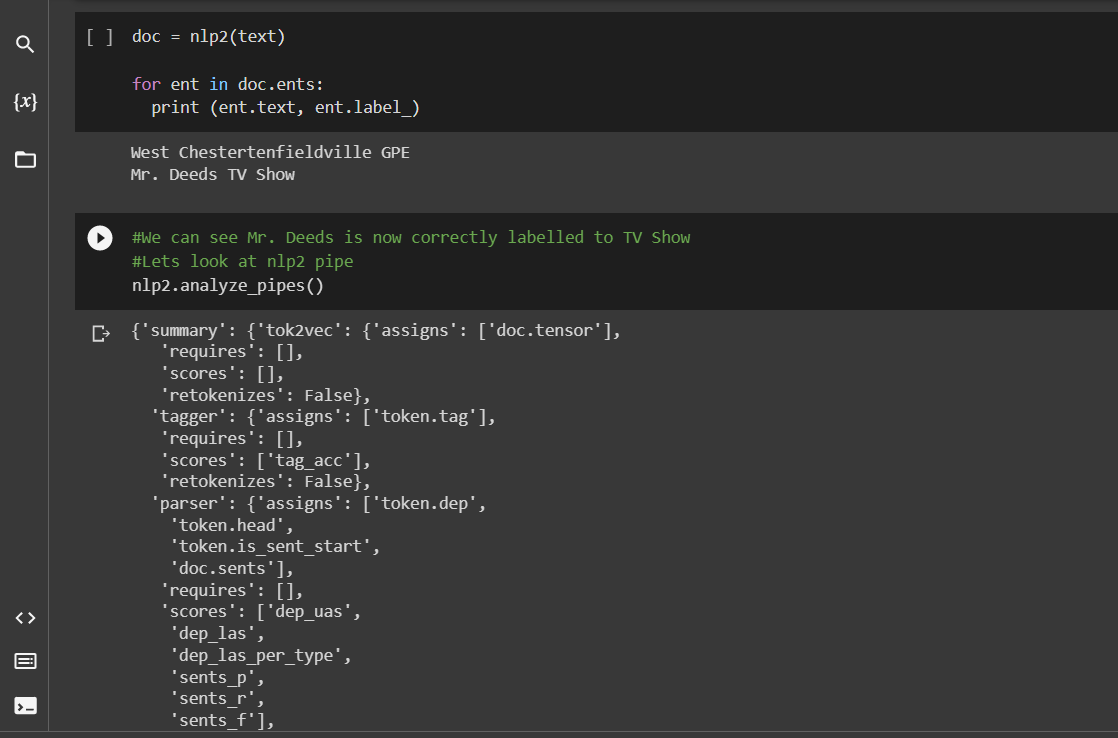 [ ] doc = nlp2(text)
for ent in doc.ents:
  print (ent.text, ent.label_)
West Chestertenfieldville GPE
Mr. Deeds TV Show
{x}
#We can see Mr. Deeds is now correctly labelled to TV Show
#Lets look at nlp2 pipe
nlp2.analyze_pipes()
{'summary': {'tok2vec': {'assigns': ['doc.tensor'],
   'requires': [],
   'scores': [],
   'retokenizes': False},
  'tagger': {'assigns': ['token.tag'],
   'requires': [],
   'scores': ['tag_acc'],
   'retokenizes': False},
  'parser': {'assigns': ['token.dep',
    'token.head',
    'token.is_sent_start',
    'doc.sents'],
   'requires': [],
   'scores': ['dep_uas',
    'dep_las',
    'dep_las_per_type',
    'sents_p',
    'sents_r',
    'sents_f'],